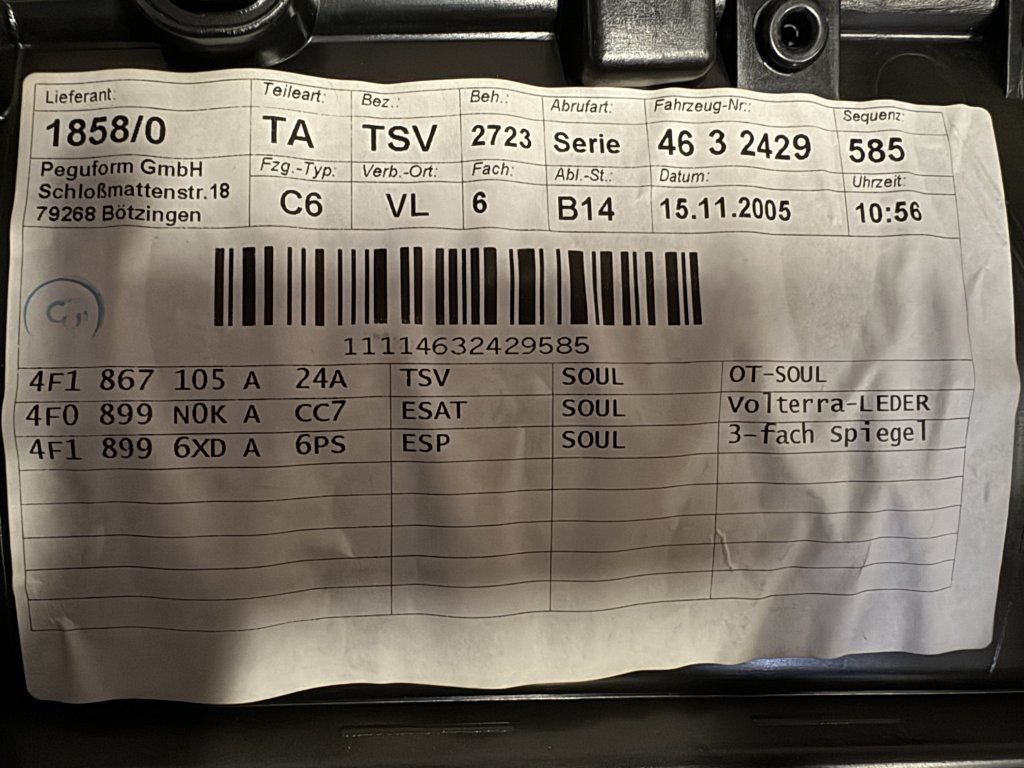 Lieferant: Teileart: Bez.: Beh.: Abrufart: Fahrzeug-Nr.: Sequenz:
1858/0 TA TSV 2723 Serie 46 3 2429 585
Peguform GmbH Fzg.-Typ: Verb.-Ort: Fach: Abl.-St.: Datum: Uhrzeit:
Schloßmattenstr.18
79268 Bötzingen C6 VL 6 B14 15.11.2005 10:56
11114632429585
4F1 867 105 A 24A TSV SOUL OT-SOUL
4F0 899 N0K A CC7 ESAT SOUL Volterra-LEDER
4F1 899 6XD A 6PS ESP SOUL 3-fach Spiegel